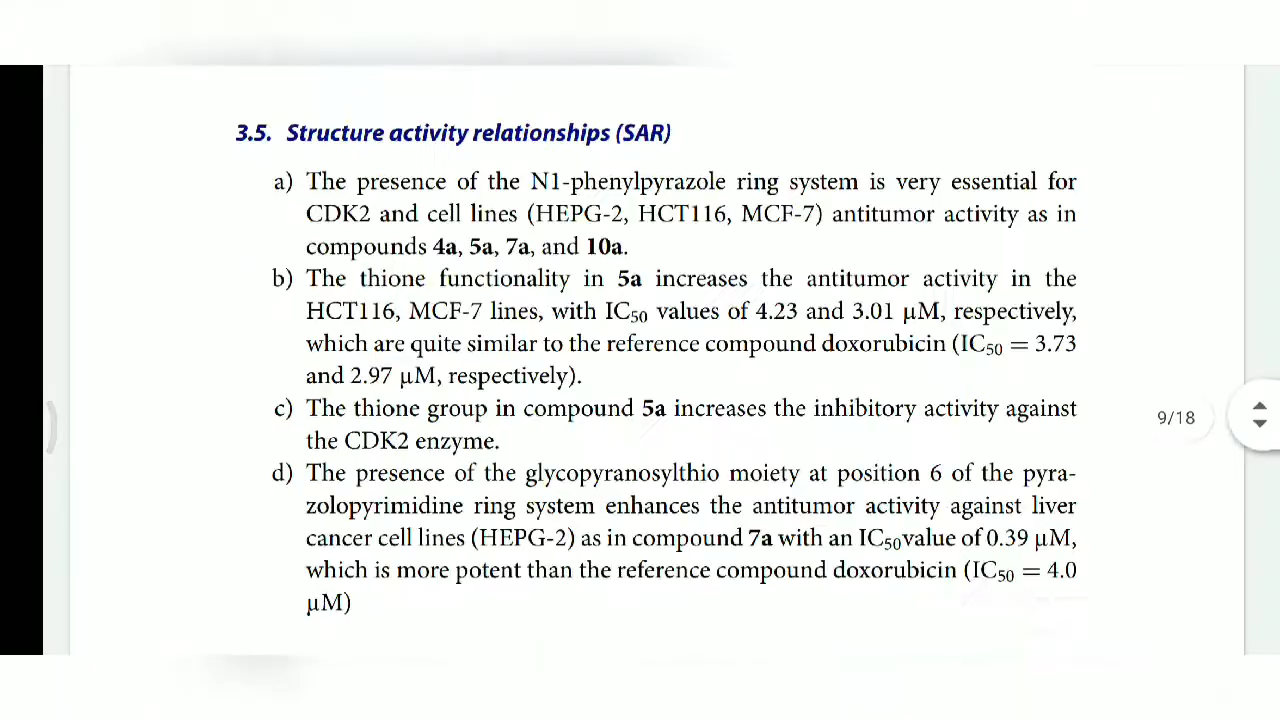 3.5. Structure activity relationships (SAR)
a) The presence of the N1-phenylpyrazole ring system is very essential for
CDK2 and cell lines (HEPG-2, HCT116, MCF-7) antitumor activity as in
compounds 4a, 5a, 7a, and 10a.
b) The thione functionality in 5a increases the antitumor activity in the
HCT116, MCF-7 lines, with IC50 values of 4.23 and 3.01 μM, respectively,
which are quite similar to the reference compound doxorubicin (IC50 = 3.73
and 2.97 μM, respectively).
c) The thione group in compound 5a increases the inhibitory activity against
the CDK2 enzyme.
d) The presence of the glycopyranosylthio moiety at position 6 of the pyra-
zolopyrimidine ring system enhances the antitumor activity against liver
cancer cell lines (HEPG-2) as in compound 7a with an IC50value of 0.39 μM,
which is more potent than the reference compound doxorubicin (IC50 = 4.0
μM)
9/18